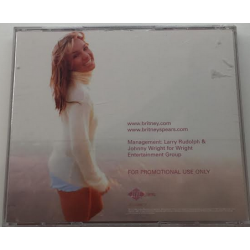 www.britney.com
www.britneyspears.com
Management: Larry Rudolph &
Johnny Wright for Wright
Entertainment Group.
FOR PROMOTIONAL USE ONLY